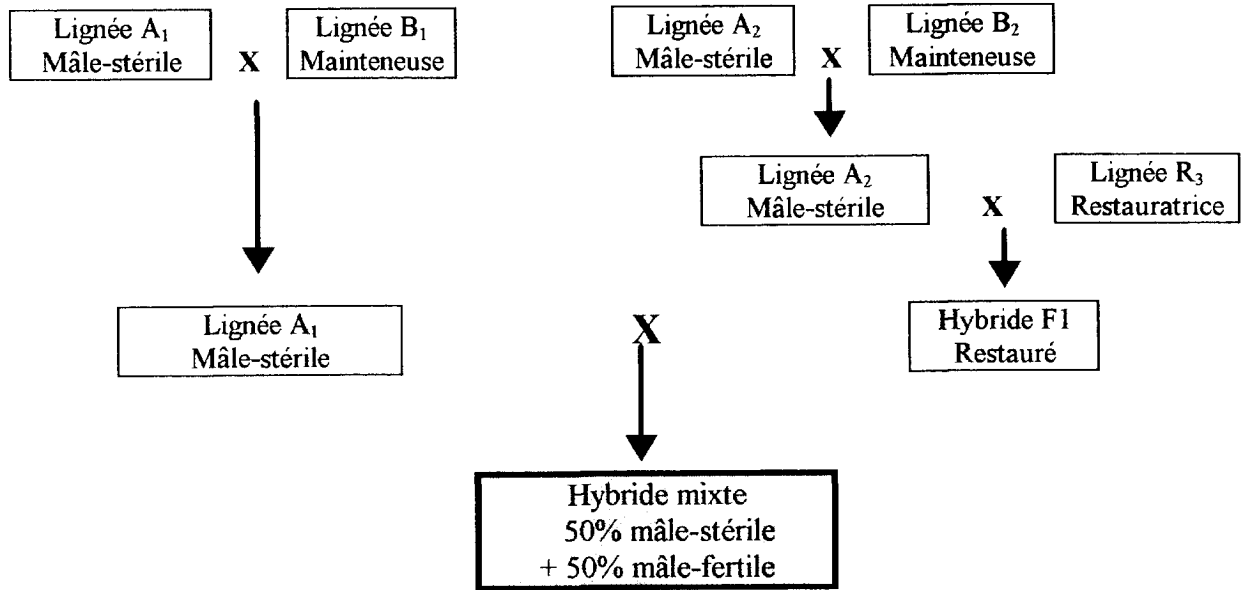 Lignée A₁
Mâle-stérile
X
Lignée B₁
Mainteneuse
Lignée A₂
Mâle-stérile
X
Lignée B₂
Mainteneuse
Lignée A₂
Mâle-stérile
X
Lignée R₃
Restauratrice
Lignée A₁
Mâle-stérile
X
Hybride F1
Restauré
Hybride mixte
50% mâle-stérile
+ 50% mâle-fertile